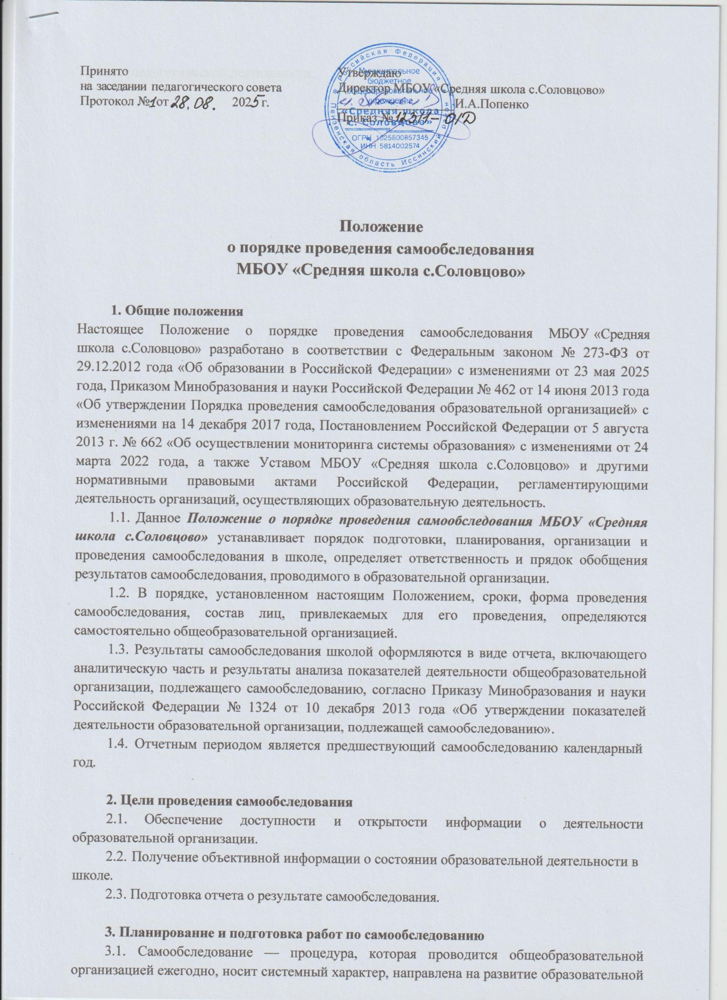 Принято
на заседании педагогического совета
Протокол №1от 28.08. 2025 г.
Утверждаю
Директор МБОУ «Средняя школа с.Соловцово»
И.А.Попенко
Приказ №123/1-О/Д
Российская Федерация
Пензенская область Иссинский район
Муниципальное
бюджетное
общеобразовательное
учреждение
«Средняя школа
с. Соловцово»
ОГРН 1025800857345
ИНН 5814002574
Положение
о порядке проведения самообследования
МБОУ «Средняя школа с.Соловцово»
1. Общие положения
Настоящее Положение о порядке проведения самообследования МБОУ «Средняя
школа с.Соловцово» разработано в соответствии с Федеральным законом № 273-ФЗ от
29.12.2012 года «Об образовании в Российской Федерации» с изменениями от 23 мая 2025
года, Приказом Минобразования и науки Российской Федерации № 462 от 14 июня 2013 года
«Об утверждении Порядка проведения самообследования образовательной организацией» с
изменениями на 14 декабря 2017 года, Постановлением Российской Федерации от 5 августа
2013 г. № 662 «Об осуществлении мониторинга системы образования» с изменениями от 24
марта 2022 года, а также Уставом МБОУ «Средняя школа с.Соловцово» и другими
нормативными правовыми актами Российской Федерации, регламентирующими
деятельность организаций, осуществляющих образовательную деятельность.
1.1. Данное Положение о порядке проведения самообследования МБОУ «Средняя
школа с.Соловцово» устанавливает порядок подготовки, планирования, организации и
проведения самообследования в школе, определяет ответственность и прядок обобщения
результатов самообследования, проводимого в образовательной организации.
1.2. В порядке, установленном настоящим Положением, сроки, форма проведения
самообследования, состав лиц, привлекаемых для его проведения, определяются
самостоятельно общеобразовательной организацией.
1.3. Результаты самообследования школой оформляются в виде отчета, включающего
аналитическую часть и результаты анализа показателей деятельности общеобразовательной
организации, подлежащего самообследованию, согласно Приказу Минобразования и науки
Российской Федерации № 1324 от 10 декабря 2013 года «Об утверждении показателей
деятельности образовательной организации, подлежащей самообследованию».
1.4. Отчетным периодом является предшествующий самообследованию календарный
год.
2. Цели проведения самообследования
2.1. Обеспечение доступности и открытости информации о деятельности
образовательной организации.
2.2. Получение объективной информации о состоянии образовательной деятельности в
школе.
2.3. Подготовка отчета о результате самообследования.
3. Планирование и подготовка работ по самообследованию
3.1. Самообследование — процедура, которая проводится общеобразовательной
организацией ежегодно, носит системный характер, направлена на развитие образовательной